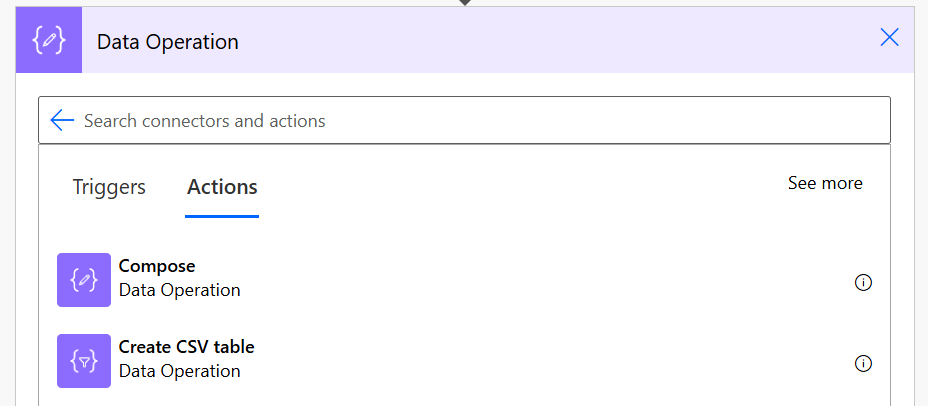 Data Operation
Search connectors and actions
Triggers Actions See more
Compose
Data Operation
Create CSV table
Data Operation